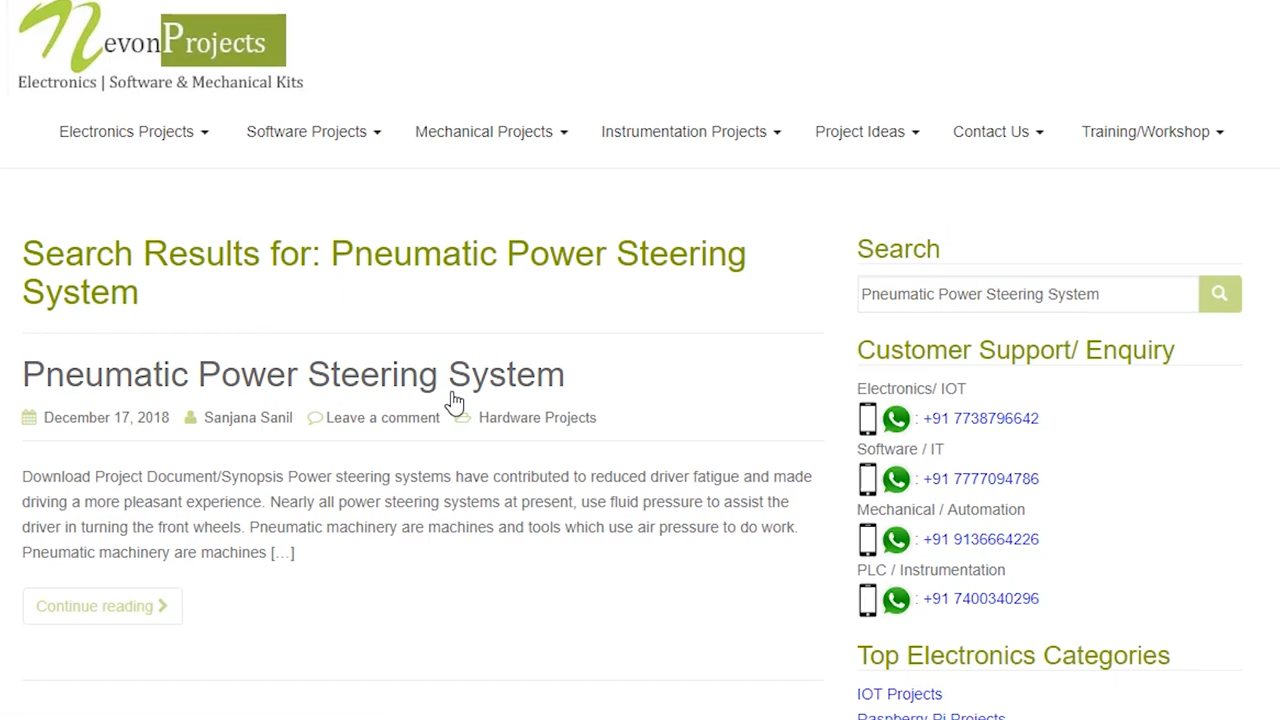 evonProjects
Electronics | Software & Mechanical Kits
Electronics Projects
Software Projects
Mechanical Projects
Instrumentation Projects
Project Ideas
Contact Us
Training/Workshop
Search Results for: Pneumatic Power Steering
System
Pneumatic Power Steering System
December 17, 2018 Sanjana Sanil Leave a comment Hardware Projects
Download Project Document/Synopsis Power steering systems have contributed to reduced driver fatigue and made
driving a more pleasant experience. Nearly all power steering systems at present, use fluid pressure to assist the
driver in turning the front wheels. Pneumatic machinery are machines and tools which use air pressure to do work.
Pneumatic machinery are machines […]
Continue reading
Search
Pneumatic Power Steering System
Customer Support/ Enquiry
Electronics/ IOT
: +91 7738796642
Software / IT
: +91 7777094786
Mechanical / Automation
: +91 9136664226
PLC / Instrumentation
: +91 7400340296
Top Electronics Categories
IOT Projects
Raspberry Pi Projects